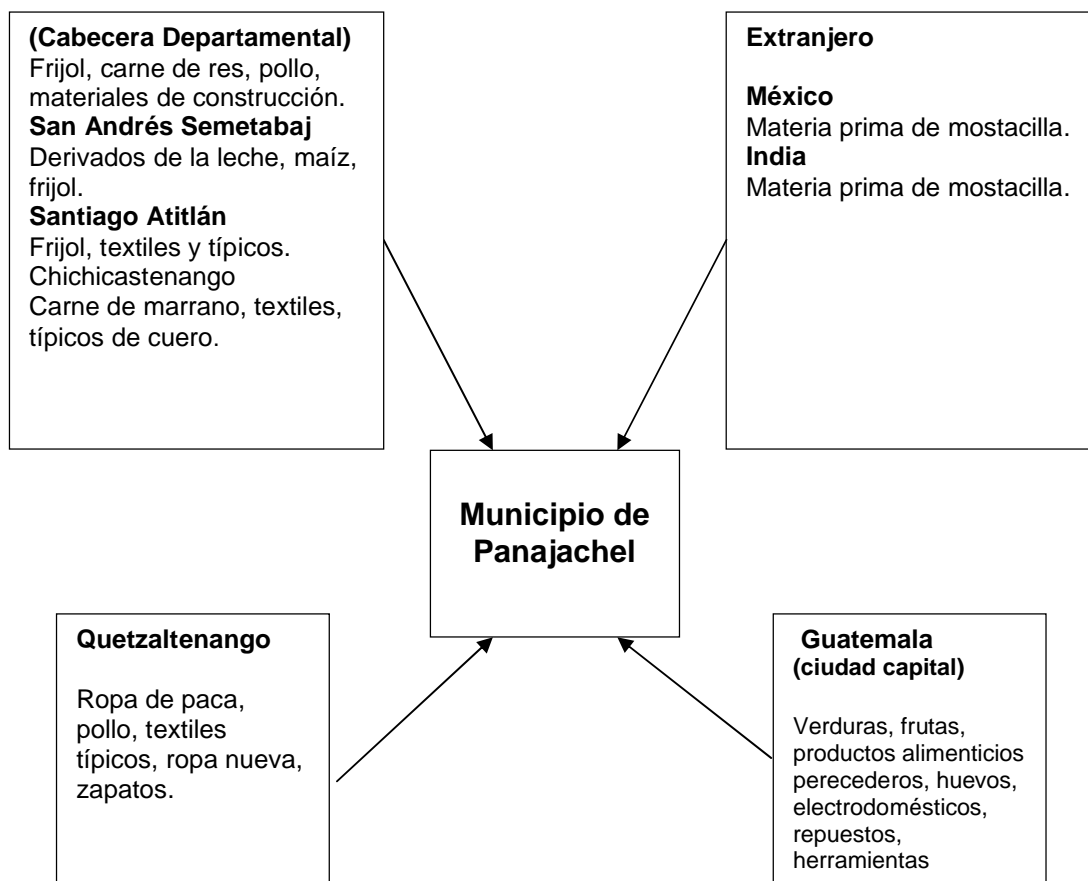 (Cabecera Departamental)
Frijol, carne de res, pollo,
materiales de construcción.
San Andrés Semetabaj
Derivados de la leche, maíz,
frijol.
Santiago Atitlán
Frijol, textiles y típicos.
Chichicastenango
Carne de marrano, textiles,
típicos de cuero.
Extranjero
México
Materia prima de mostacilla.
India
Materia prima de mostacilla.
Municipio de
Panajachel
Quetzaltenango
Ropa de paca,
pollo, textiles
típicos, ropa nueva,
zapatos.
Guatemala
(ciudad capital)
Verduras, frutas,
productos alimenticios
perecederos, huevos,
electrodomésticos,
repuestos,
herramientas